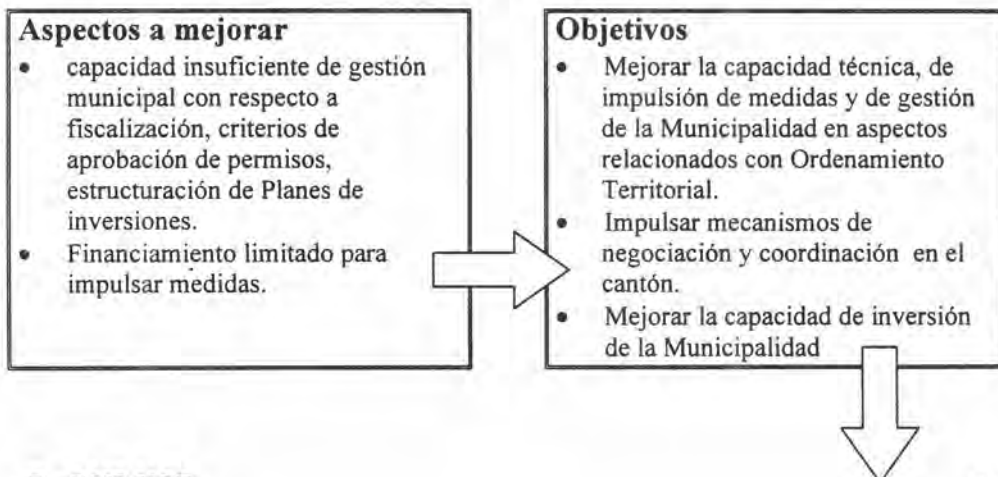 Aspectos a mejorar
• capacidad insuficiente de gestión
municipal con respecto a
fiscalización, criterios de
aprobación de permisos,
estructuración de Planes de
inversiones.
• Financiamiento limitado para
impulsar medidas.
Objetivos
• Mejorar la capacidad técnica, de
impulsión de medidas y de gestión
de la Municipalidad en aspectos
relacionados con Ordenamiento
Territorial.
• Impulsar mecanismos de
negociación y coordinación en el
cantón.
• Mejorar la capacidad de inversión
de la Municipalidad